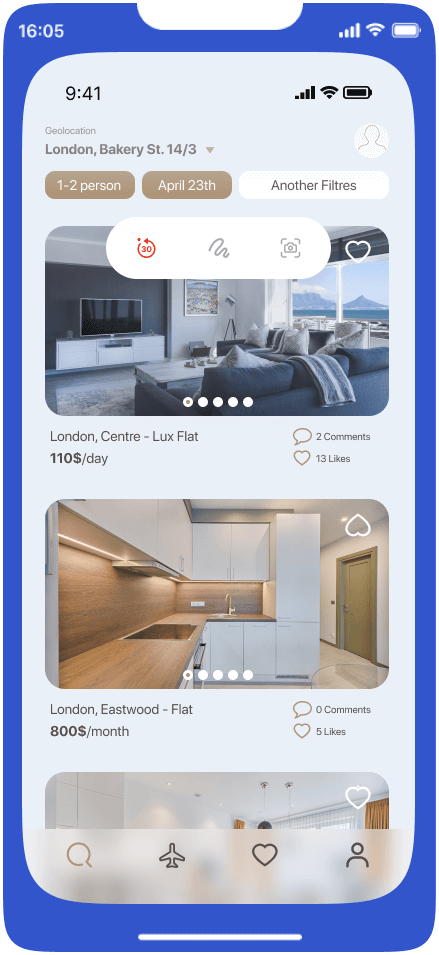 16:05
9:41
Geolocation
London, Bakery St. 14/3
1-2 person
April 23th
Another Filtres
30
London, Centre - Lux Flat
2 Comments
110$/day
13 Likes
London, Eastwood - Flat
0 Comments
800$/month
5 Likes